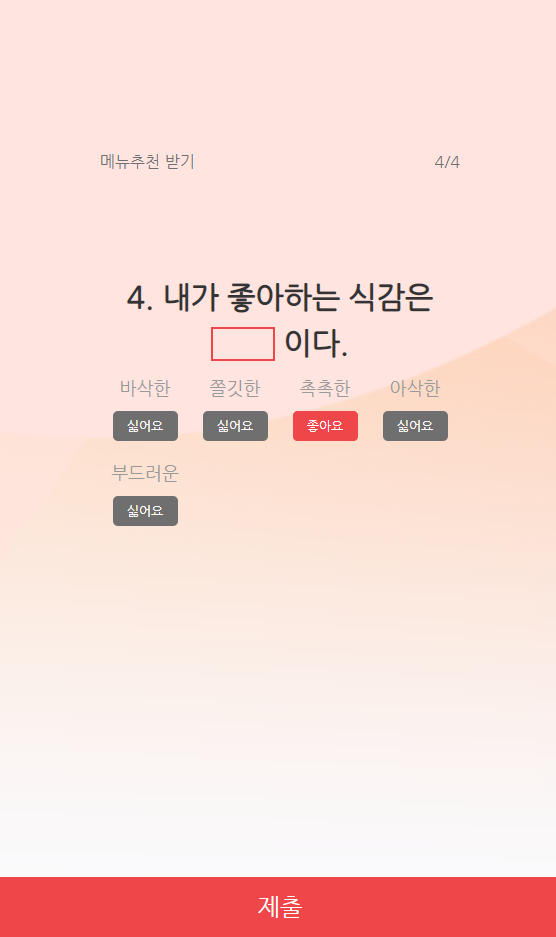 메뉴추천 받기 4/4
4. 내가 좋아하는 식감은
이다.
바삭한 쫄깃한 촉촉한 아삭한
싫어요 싫어요 좋아요 싫어요
부드러운
싫어요
제출